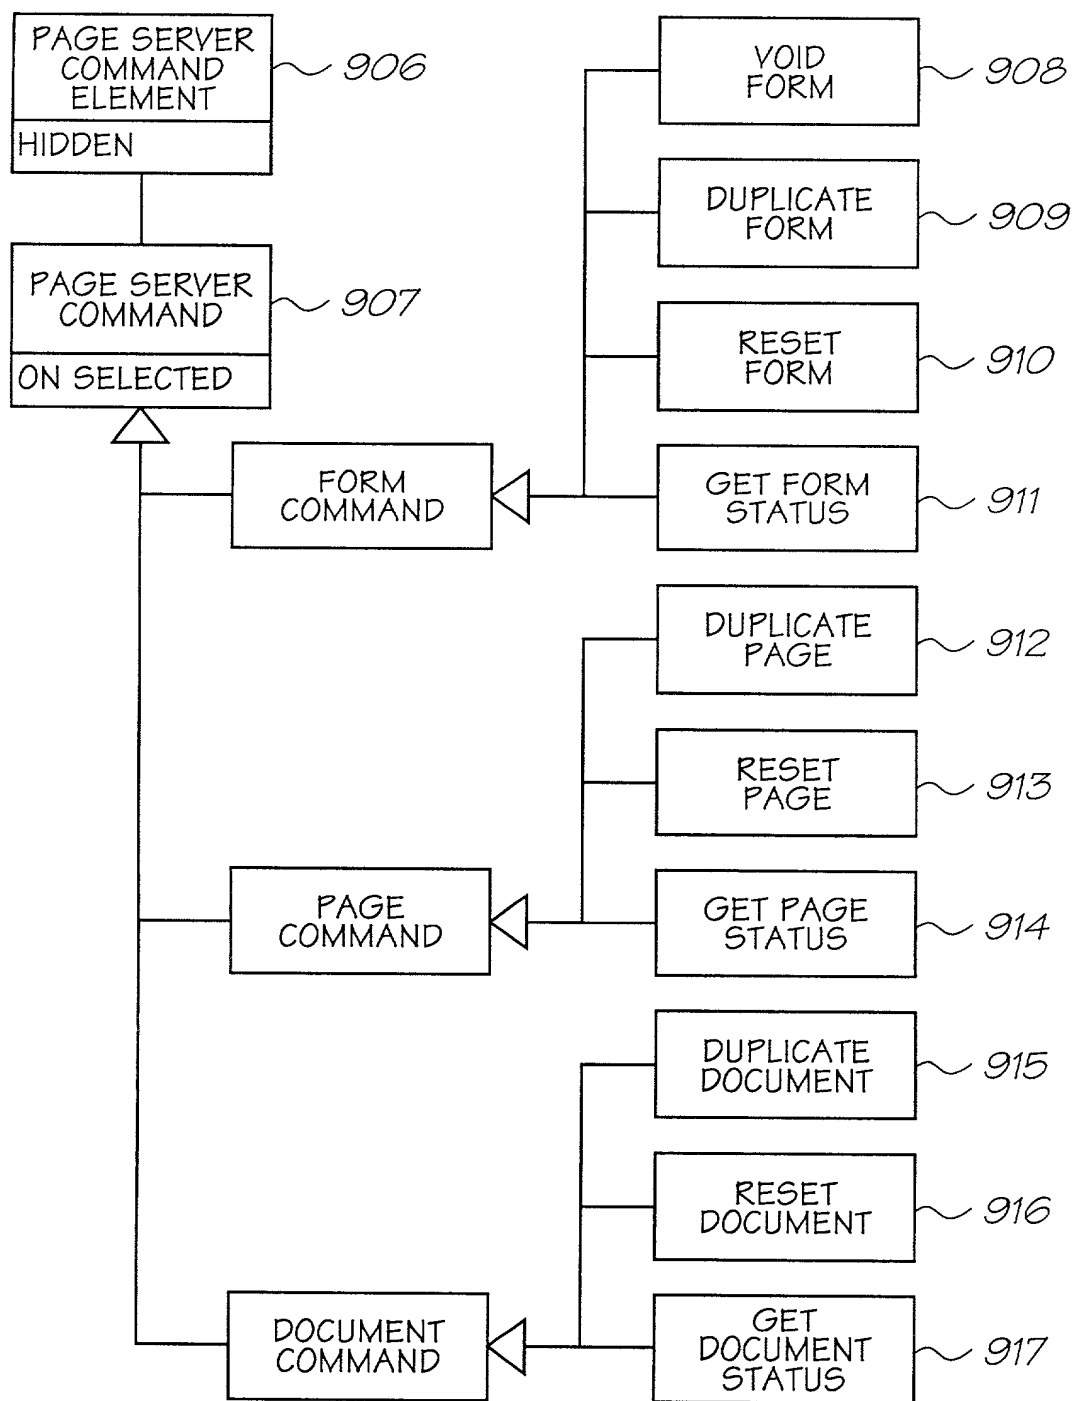 PAGE SERVER
COMMAND
ELEMENT
HIDDEN
906
PAGE SERVER
COMMAND
ON SELECTED
907
FORM
COMMAND
VOID
FORM
908
DUPLICATE
FORM
909
RESET
FORM
910
GET FORM
STATUS
911
PAGE
COMMAND
DUPLICATE
PAGE
912
RESET
PAGE
913
GET PAGE
STATUS
914
DOCUMENT
COMMAND
DUPLICATE
DOCUMENT
915
RESET
DOCUMENT
916
GET
DOCUMENT
STATUS
917